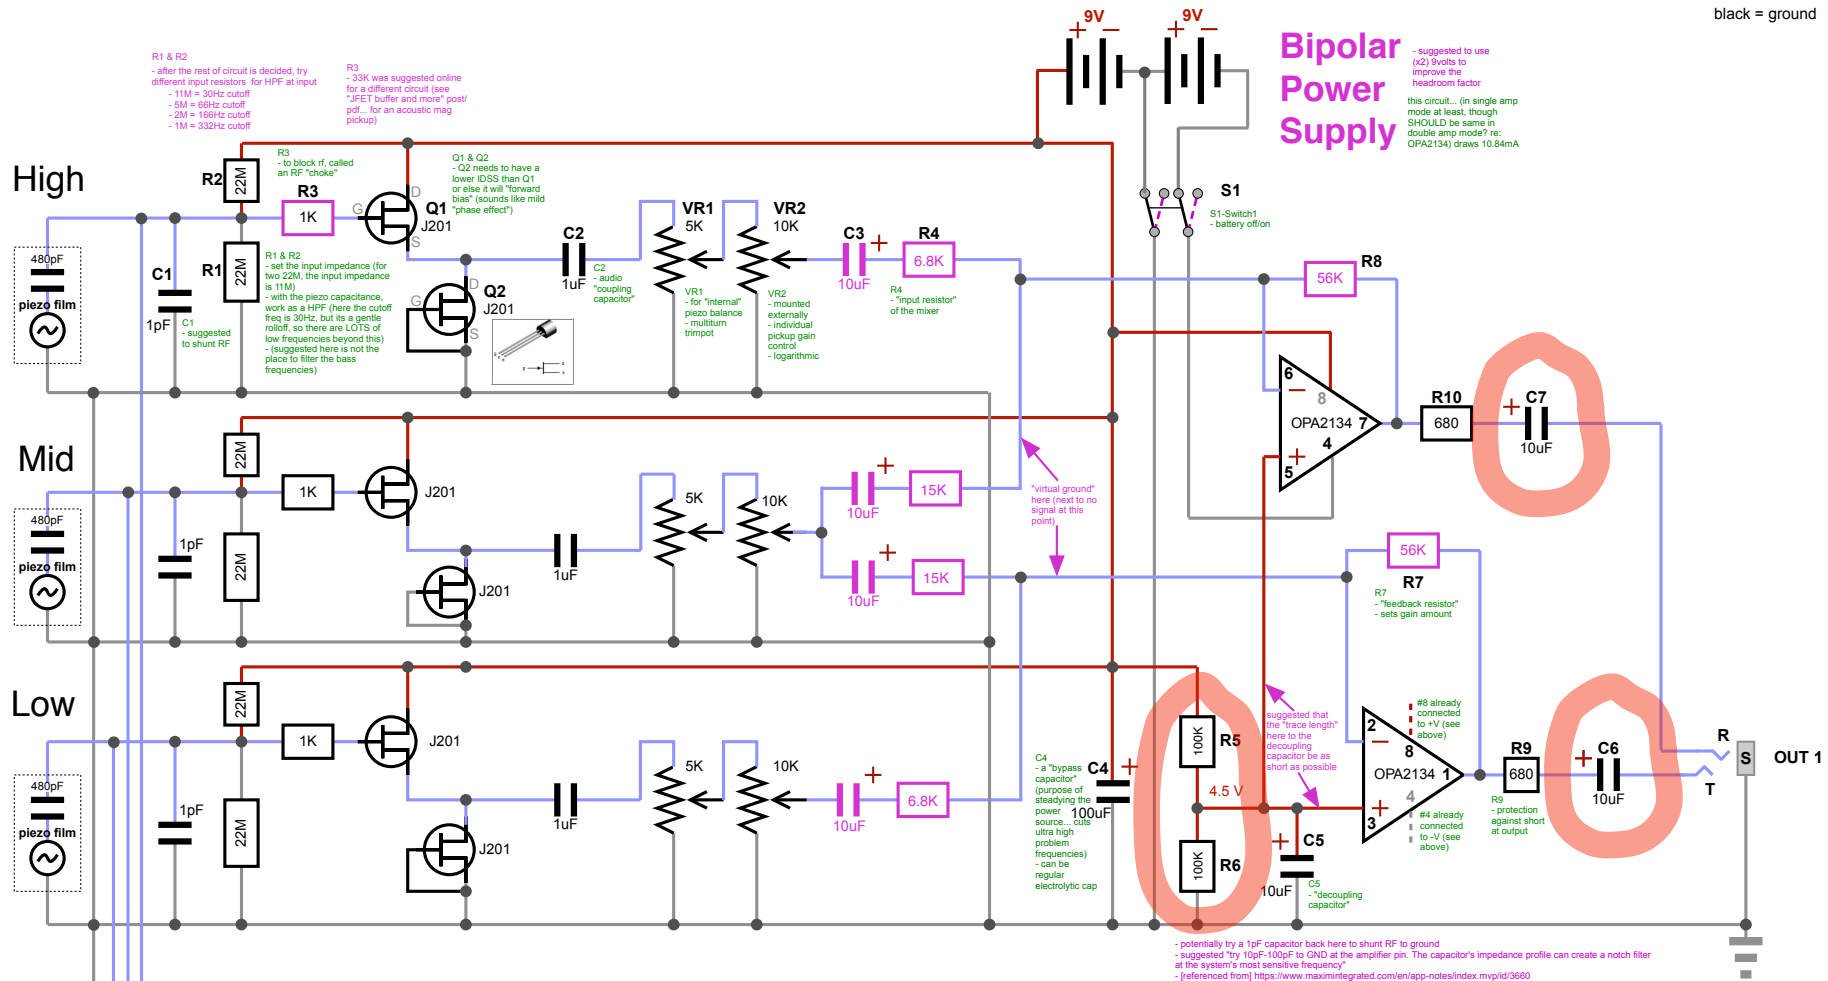 black = ground
9V
9V
+ − + −
Bipolar
Power
Supply
- suggested to use
(x2) 9volts to
improve the
headroom factor
this circuit... (in single amp
mode at least, though
SHOULD be same in
double amp mode? re:
OPA2134) draws 10.84mA
R1 & R2
- after the rest of circuit is decided, try
different input resistors for HPF at input
- 11M = 30Hz cutoff
- 5M = 66Hz cutoff
- 2M = 166Hz cutoff
- 1M = 332Hz cutoff
R3
- 33K was suggested online
for a different circuit (see
"JFET buffer and more" post/
pdf... for an acoustic mag
pickup)
High
R2
22M
R3
- to block rf, called
an RF "choke"
R3
1K
G
D
S
Q1
J201
Q1 & Q2
- Q2 needs to have a
lower IDSS than Q1
or else it will "forward
bias" (sounds like mild
"phase effect")
480pF
piezo film
C1
1pF
C1
- suggested
to shunt RF
R1
22M
R1 & R2
- set the input impedance (for
two 22M, the input impedance
is 11M)
- with the piezo capacitance,
work as a HPF (here the cutoff
freq is 30Hz, but its a gentle
rolloff, so there are LOTS of
low frequencies beyond this)
- (suggested here is not the
place to filter the bass
frequencies)
D
G
S
Q2
J201
C2
1uF
C2
- audio
"coupling
capacitor"
VR1
5K
VR1
- for "internal"
piezo balance
- multiturn
trimpot
VR2
10K
VR2
- mounted
externally
- individual
pickup gain
control
- logarithmic
C3
+
10uF
R4
6.8K
R4
- "input resistor"
of the mixer
S1
S1-Switch1
- battery off/on
R8
56K
6
−
8
OPA2134
7
4
+
5
R10
680
+
C7
10uF
Mid
22M
1K
J201
480pF
piezo film
1pF
22M
J201
1uF
5K
10K
+
10uF
15K
+
10uF
15K
"virtual ground"
here (next to no
signal at this
point)
56K
R7
R7
- "feedback resistor"
- sets gain amount
Low
22M
1K
J201
480pF
piezo film
1pF
22M
J201
1uF
5K
10K
+
10uF
6.8K
C4
- a "bypass
capacitor"
(purpose of
steadying the
power
source... cuts
ultra high
problem
frequencies)
- can be
regular
electrolytic cap
C4
+
100uF
100K
R5
4.5 V
100K
R6
suggested that
the "trace length"
here to the
decoupling
capacitor be as
short as possible
+
C5
10uF
C5
- "decoupling
capacitor"
2
−
8
OPA2134
1
4
+
3
#8 already
connected
to +V (see
above)
#4 already
connected
to -V (see
above)
R9
680
R9
- protection
against short
at output
+
C6
10uF
R
T
S
OUT 1
- potentially try a 1pF capacitor back here to shunt RF to ground
- suggested "try 10pF-100pF to GND at the amplifier pin. The capacitor's impedance profile can create a notch filter
at the system's most sensitive frequency"
- [referenced from] https://www.maximintegrated.com/en/app-notes/index.mvp/id/3660